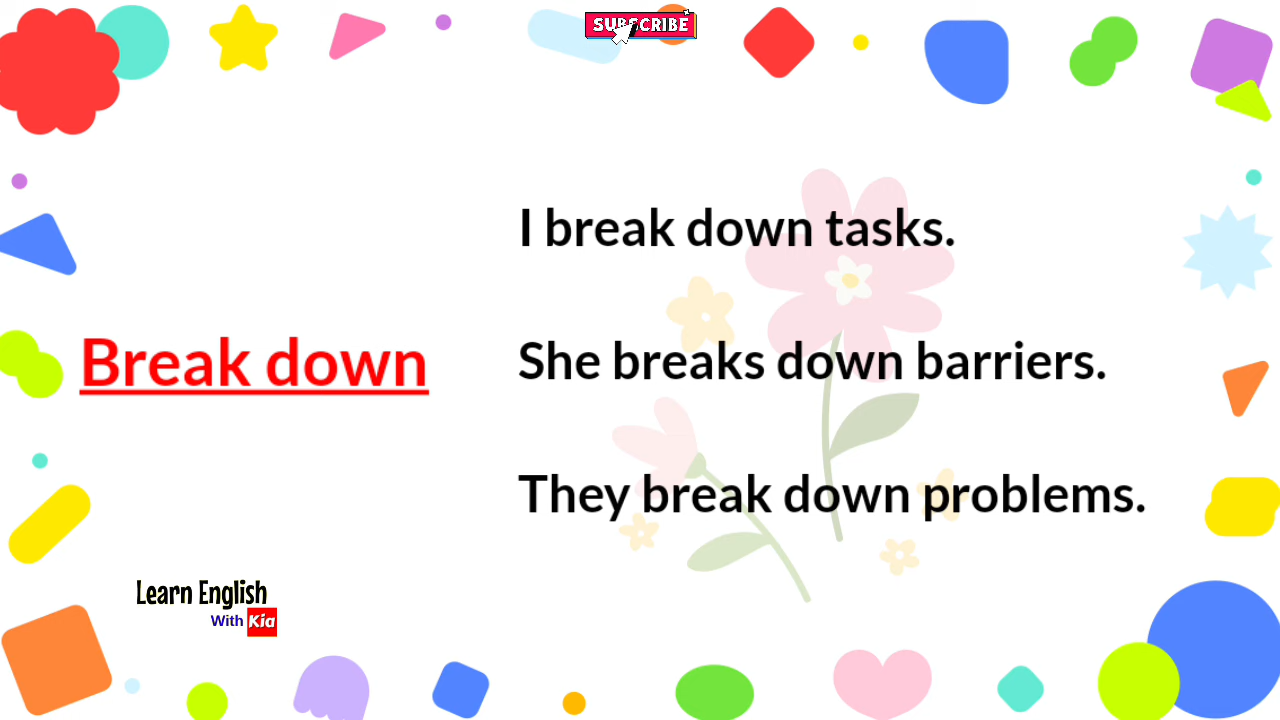 SUBSCRIBE
I break down tasks.
Break down
She breaks down barriers.
They break down problems.
Learn English
With Kia